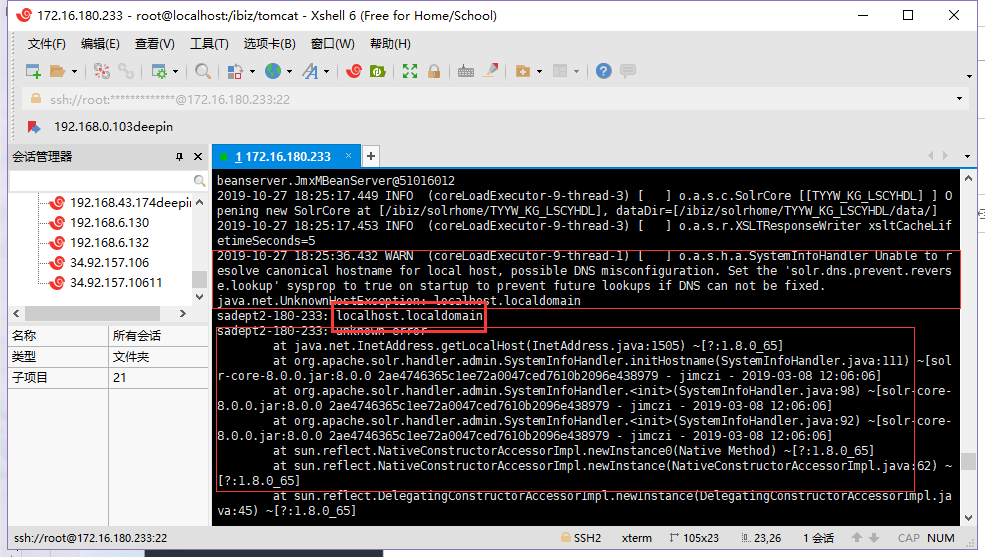 172.16.180.233 - root@localhost:/ibiz/tomcat - Xshell 6 (Free for Home/School)
文件(F) 编辑(E) 查看(V) 工具(T) 选项卡(B) 窗口(W) 帮助(H)
ssh://root:*************@172.16.180.233:22
192.168.0.103deepin
会话管理器
192.168.43.174deepin
192.168.6.130
192.168.6.132
34.92.157.106
34.92.157.10611
名称 所有会话
类型 文件夹
子项目 21
1 172.16.180.233
beanserver.JmxMBeanServer@51016012
2019-10-27 18:25:17.449 INFO  (coreLoadExecutor-9-thread-3) [   ] o.a.s.c.SolrCore [[TYYW_KG_LSCYHDL] ] O
pening new SolrCore at [/ibiz/solrhome/TYYW_KG_LSCYHDL], dataDir=[/ibiz/solrhome/TYYW_KG_LSCYHDL/data/]
2019-10-27 18:25:17.453 INFO  (coreLoadExecutor-9-thread-3) [   ] o.a.s.r.XSLTResponseWriter xsltCacheLif
etimeSeconds=5
2019-10-27 18:25:36.432 WARN  (coreLoadExecutor-9-thread-1) [   ] o.a.s.h.a.SystemInfoHandler Unable to r
esolve canonical hostname for local host, possible DNS misconfiguration. Set the 'solr.dns.prevent.revers
e.lookup' sysprop to true on startup to prevent future lookups if DNS can not be fixed.
java.net.UnknownHostException: localhost.localdomain
sadept2-180-233: localhost.localdomain
sadept2-180-233: unknown error
at java.net.InetAddress.getLocalHost(InetAddress.java:1505) ~[?:1.8.0_65]
at org.apache.solr.handler.admin.SystemInfoHandler.initHostname(SystemInfoHandler.java:111) ~[sol
r-core-8.0.0.jar:8.0.0 2ae4746365c1ee72a0047ced7610b2096e438979 - jimczi - 2019-03-08 12:06:06]
at org.apache.solr.handler.admin.SystemInfoHandler.<init>(SystemInfoHandler.java:98) ~[solr-core-
8.0.0.jar:8.0.0 2ae4746365c1ee72a0047ced7610b2096e438979 - jimczi - 2019-03-08 12:06:06]
at org.apache.solr.handler.admin.SystemInfoHandler.<init>(SystemInfoHandler.java:92) ~[solr-core-
8.0.0.jar:8.0.0 2ae4746365c1ee72a0047ced7610b2096e438979 - jimczi - 2019-03-08 12:06:06]
at sun.reflect.NativeConstructorAccessorImpl.newInstance0(Native Method) ~[?:1.8.0_65]
at sun.reflect.NativeConstructorAccessorImpl.newInstance(NativeConstructorAccessorImpl.java:62) ~
[?:1.8.0_65]
at sun.reflect.DelegatingConstructorAccessorImpl.newInstance(DelegatingConstructorAccessorImpl.ja
va:45) ~[?:1.8.0_65]
ssh://root@172.16.180.233:22 SSH2 xterm 105x23 23,26 1 会话 CAP NUM